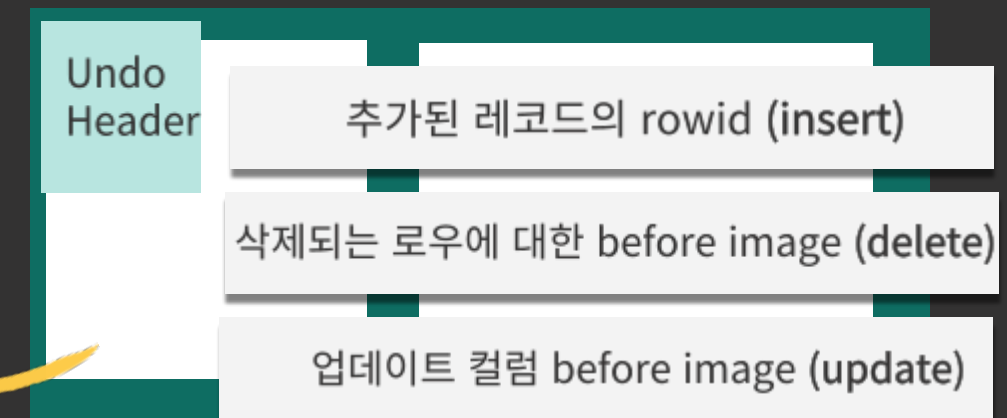 Undo
Header
추가된 레코드의 rowid (insert)
삭제되는 로우에 대한 before image (delete)
업데이트 컬럼 before image (update)